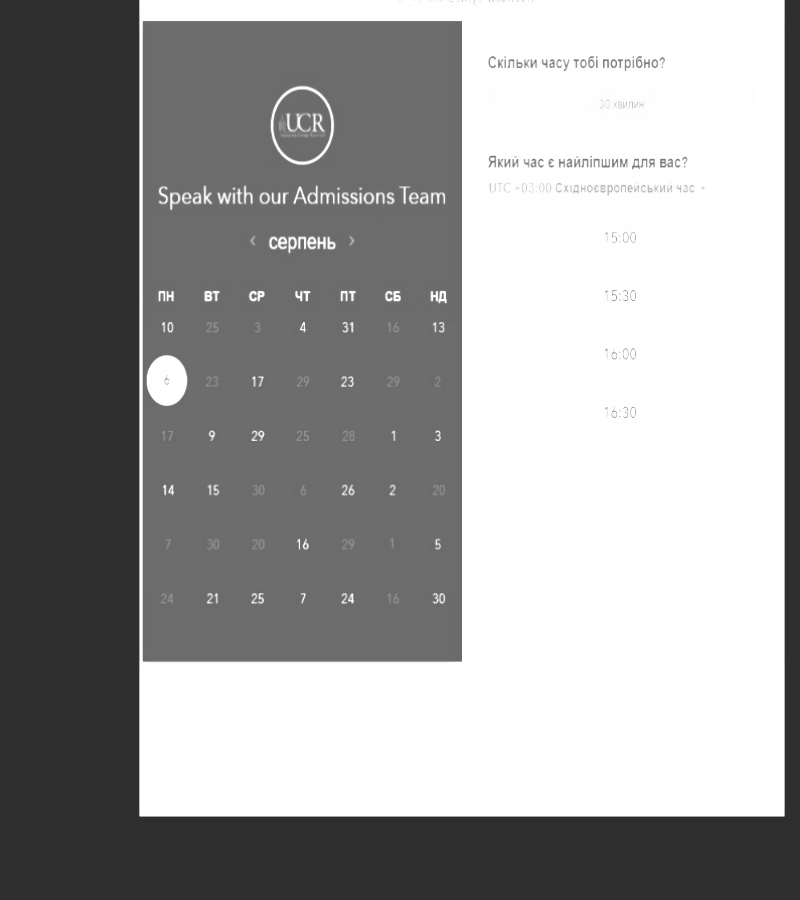 UCR
Speak with our Admissions Team
‹ серпень ›
ПН ВТ СР ЧТ ПТ СБ НД
10 25 3 4 31 16 13
6 23 17 29 23 29 2
17 9 29 25 28 1 3
14 15 30 6 26 2 20
7 30 20 16 29 1 5
24 21 25 7 24 16 30
Скільки часу тобі потрібно?
30 хвилин
Який час є найліпшим для вас?
UTC +03:00 Східноєвропейський час
15:00
15:30
16:00
16:30